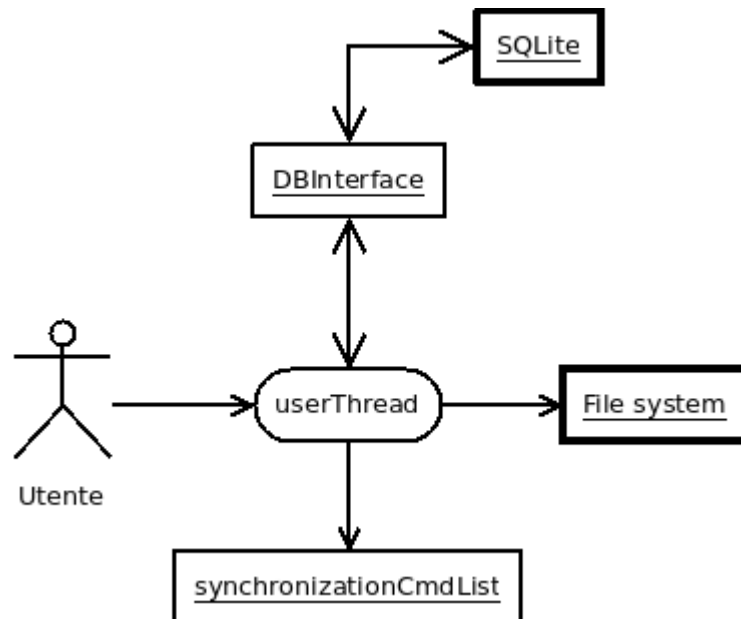 SQLite
DBInterface
userThread
File system
Utente
synchronizationCmdList